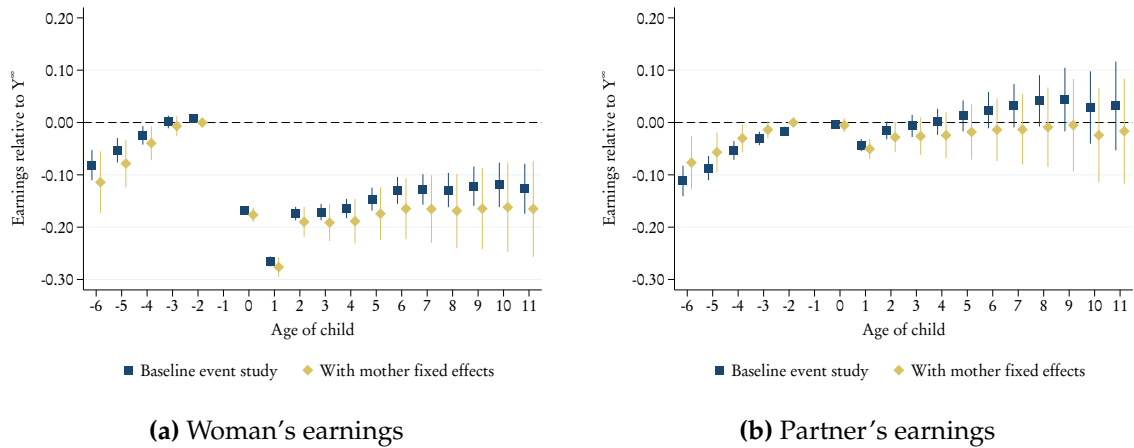 Earnings relative to Y∞
0.20
0.10
0.00
-0.10
-0.20
-0.30
-6 -5 -4 -3 -2 -1 0 1 2 3 4 5 6 7 8 9 10 11
Age of child
Baseline event study With mother fixed effects
(a) Woman's earnings
Earnings relative to Y∞
0.20
0.10
0.00
-0.10
-0.20
-0.30
-6 -5 -4 -3 -2 -1 0 1 2 3 4 5 6 7 8 9 10 11
Age of child
Baseline event study With mother fixed effects
(b) Partner's earnings